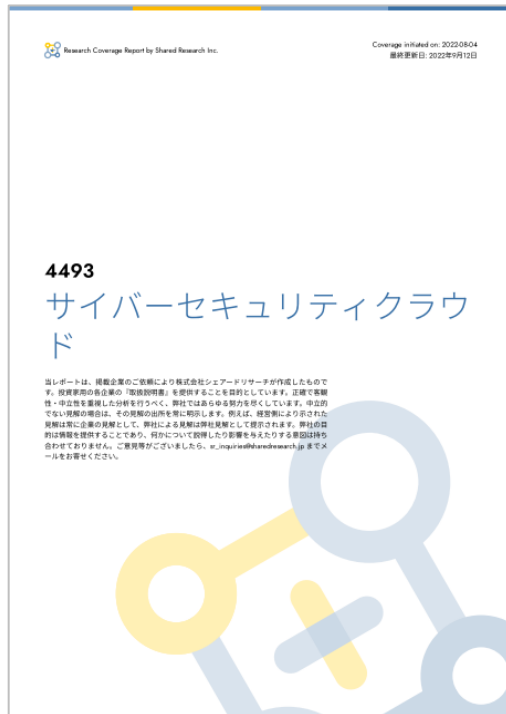 Research Coverage Report by Shared Research Inc.
Coverage initiated on: 2022-08-04
最終更新日: 2022年9月12日
4493
サイバーセキュリティクラウ
ド
当レポートは、掲載企業のご依頼により株式会社シェアードリサーチが作成したもので
す。投資家用の各企業の『取扱説明書』を提供することを目的としています。正確で客観
性・中立性を重視した分析を行うべく、弊社ではあらゆる努力を尽くしています。中立的
でない見解の場合は、その見解の出所を常に明示します。例えば、経営側により示された
見解は常に企業の見解として、弊社による見解は弊社見解として提示されます。弊社の目
的は情報を提供することであり、何かについて説得したり影響を与えたりする意図は持ち
合わせておりません。ご意見等がございましたら、sr_inquiries@sharedresearch.jp までメ
ールをお寄せください。